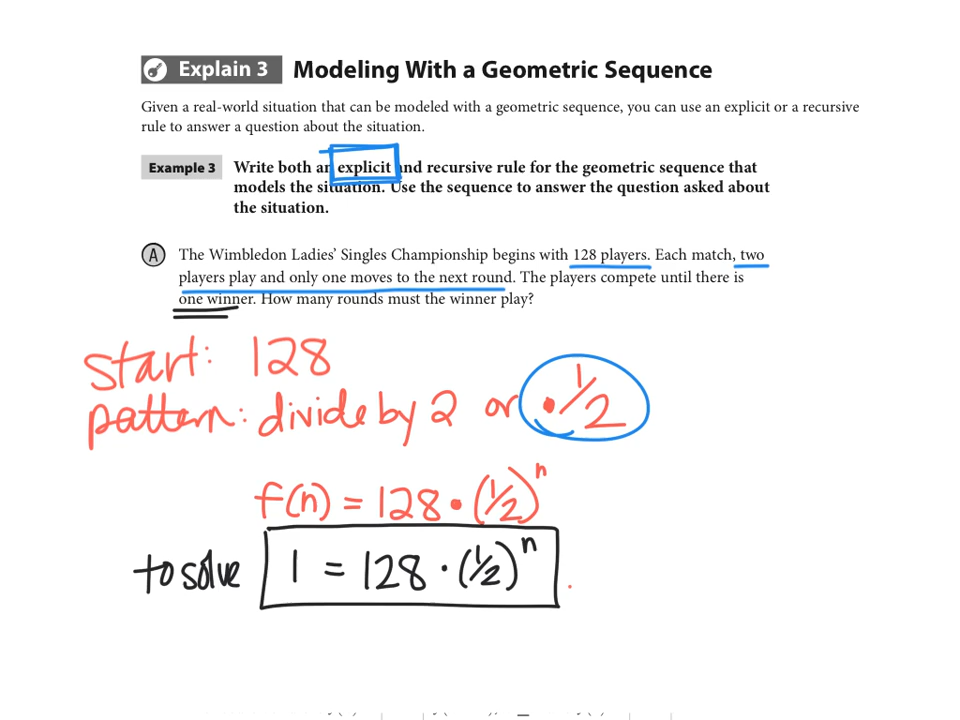 Explain 3 Modeling With a Geometric Sequence
Given a real-world situation that can be modeled with a geometric sequence, you can use an explicit or a recursive
rule to answer a question about the situation.
Example 3 Write both an explicit and recursive rule for the geometric sequence that
models the situation. Use the sequence to answer the question asked about
the situation.
A The Wimbledon Ladies' Singles Championship begins with 128 players. Each match, two
players play and only one moves to the next round. The players compete until there is
one winner. How many rounds must the winner play?
start: 128
pattern: divide by 2 or · 1/2
f(n) = 128 · (1/2)^n
to solve 1 = 128 · (1/2)^n